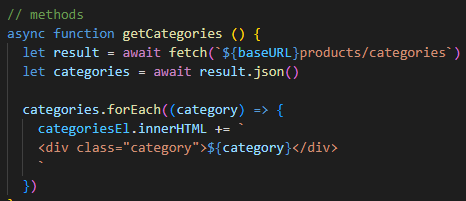 // methods
async function getCategories () {
  let result = await fetch(`${baseURL}products/categories`)
  let categories = await result.json()

  categories.forEach((category) => {
    categoriesEl.innerHTML += `
    <div class="category">${category}</div>
    `
  })